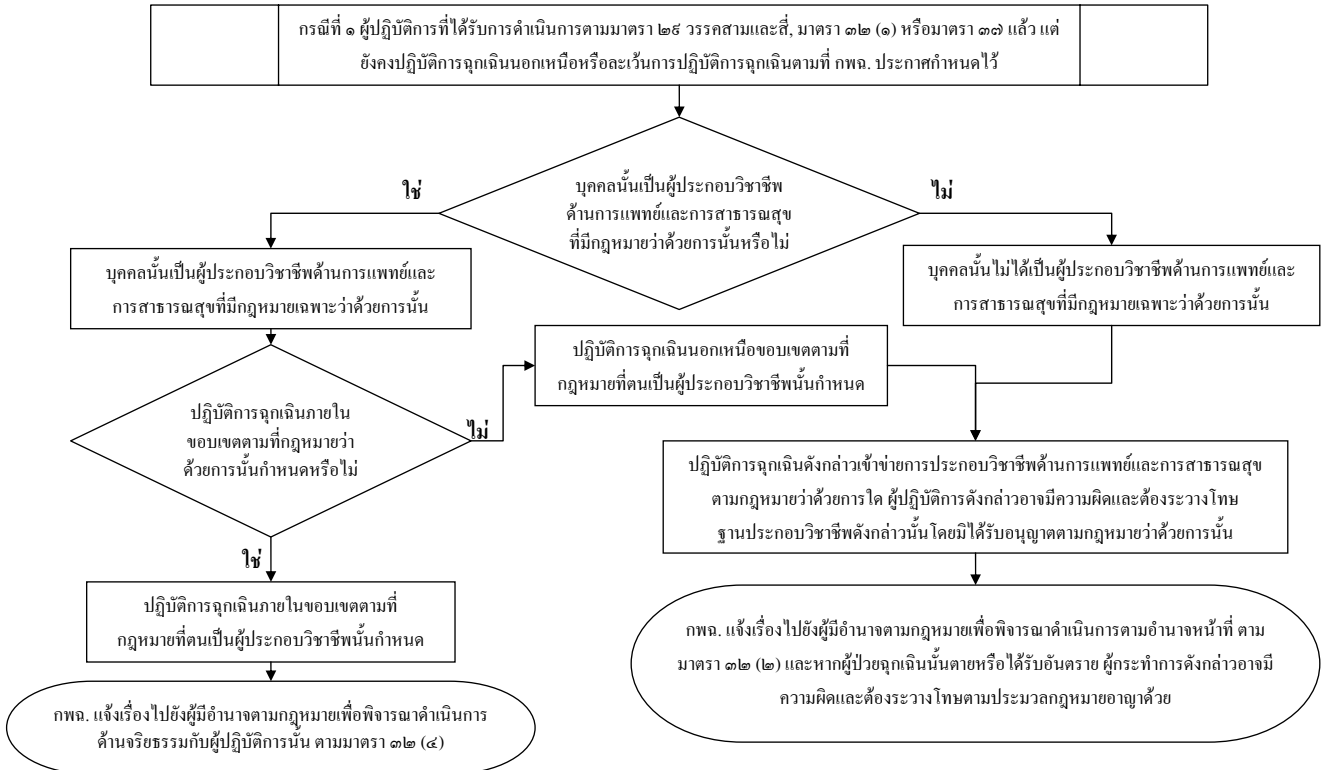 กรณีที่ ๑ ผู้ปฏิบัติการที่ได้รับการดำเนินการตามมาตรา ๒๙ วรรคสามและสี่, มาตรา ๓๒ (๑) หรือมาตรา ๓๗ แล้ว แต่
ยังคงปฏิบัติการฉุกเฉินนอกเหนือหรือละเว้นการปฏิบัติการฉุกเฉินตามที่ กพฉ. ประกาศกำหนดไว้
บุคคลนั้นเป็นผู้ประกอบวิชาชีพ
ด้านการแพทย์และการสาธารณสุข
ที่มีกฎหมายว่าด้วยการนั้นหรือไม่
ใช่
ไม่
บุคคลนั้นเป็นผู้ประกอบวิชาชีพด้านการแพทย์และ
การสาธารณสุขที่มีกฎหมายเฉพาะว่าด้วยการนั้น
บุคคลนั้นไม่ได้เป็นผู้ประกอบวิชาชีพด้านการแพทย์และ
การสาธารณสุขที่มีกฎหมายเฉพาะว่าด้วยการนั้น
ปฏิบัติการฉุกเฉินภายใน
ขอบเขตตามที่กฎหมายว่า
ด้วยการนั้นกำหนดหรือไม่
ไม่
ปฏิบัติการฉุกเฉินนอกเหนือขอบเขตตามที่
กฎหมายที่ตนเป็นผู้ประกอบวิชาชีพนั้นกำหนด
ปฏิบัติการฉุกเฉินดังกล่าวเข้าข่ายการประกอบวิชาชีพด้านการแพทย์และการสาธารณสุข
ตามกฎหมายว่าด้วยการใด ผู้ปฏิบัติการดังกล่าวอาจมีความผิดและต้องระวางโทษ
ฐานประกอบวิชาชีพดังกล่าวนั้นโดยมิได้รับอนุญาตตามกฎหมายว่าด้วยการนั้น
ใช่
ปฏิบัติการฉุกเฉินภายในขอบเขตตามที่
กฎหมายที่ตนเป็นผู้ประกอบวิชาชีพนั้นกำหนด
กพฉ. แจ้งเรื่องไปยังผู้มีอำนาจตามกฎหมายเพื่อพิจารณาดำเนินการตามอำนาจหน้าที่ ตาม
มาตรา ๓๒ (๒) และหากผู้ป่วยฉุกเฉินนั้นตายหรือได้รับอันตราย ผู้กระทำการดังกล่าวอาจมี
ความผิดและต้องระวางโทษตามประมวลกฎหมายอาญาด้วย
กพฉ. แจ้งเรื่องไปยังผู้มีอำนาจตามกฎหมายเพื่อพิจารณาดำเนินการ
ด้านจริยธรรมกับผู้ปฏิบัติการนั้น ตามมาตรา ๓๒ (๔)